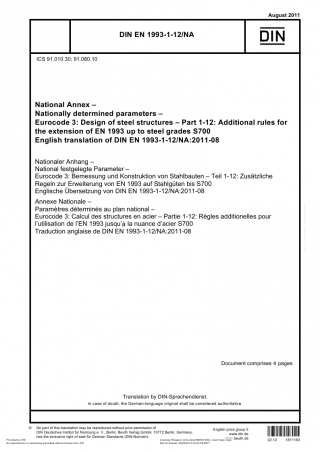 August 2011
DIN EN 1993-1-12/NA
DIN
ICS 91.010.30; 91.080.10
National Annex –
Nationally determined parameters –
Eurocode 3: Design of steel structures – Part 1-12: Additional rules for
the extension of EN 1993 up to steel grades S700
English translation of DIN EN 1993-1-12/NA:2011-08
Nationaler Anhang –
National festgelegte Parameter –
Eurocode 3: Bemessung und Konstruktion von Stahlbauten – Teil 1-12: Zusätzliche
Regeln zur Erweiterung von EN 1993 auf Stahlgüten bis S700
Englische Übersetzung von DIN EN 1993-1-12/NA:2011-08
Annexe Nationale –
Paramètres déterminés au plan national –
Eurocode 3: Calcul des structures en acier – Partie 1-12: Règles additionelles pour
l'utilisation de l'EN 1993 jusqu'à la nuance d'acier S700
Traduction anglaise de DIN EN 1993-1-12/NA:2011-08
Document comprises 4 pages
Translation by DIN-Sprachendienst.
In case of doubt, the German-language original shall be considered authoritative.
© No part of this translation may be reproduced without prior permission of
DIN Deutsches Institut für Normung e. V., Berlin. Beuth Verlag GmbH, 10772 Berlin, Germany,
has the exclusive right of sale for German Standards (DIN-Normen).
English price group 5
www.din.de
www.beuth.de
02.12